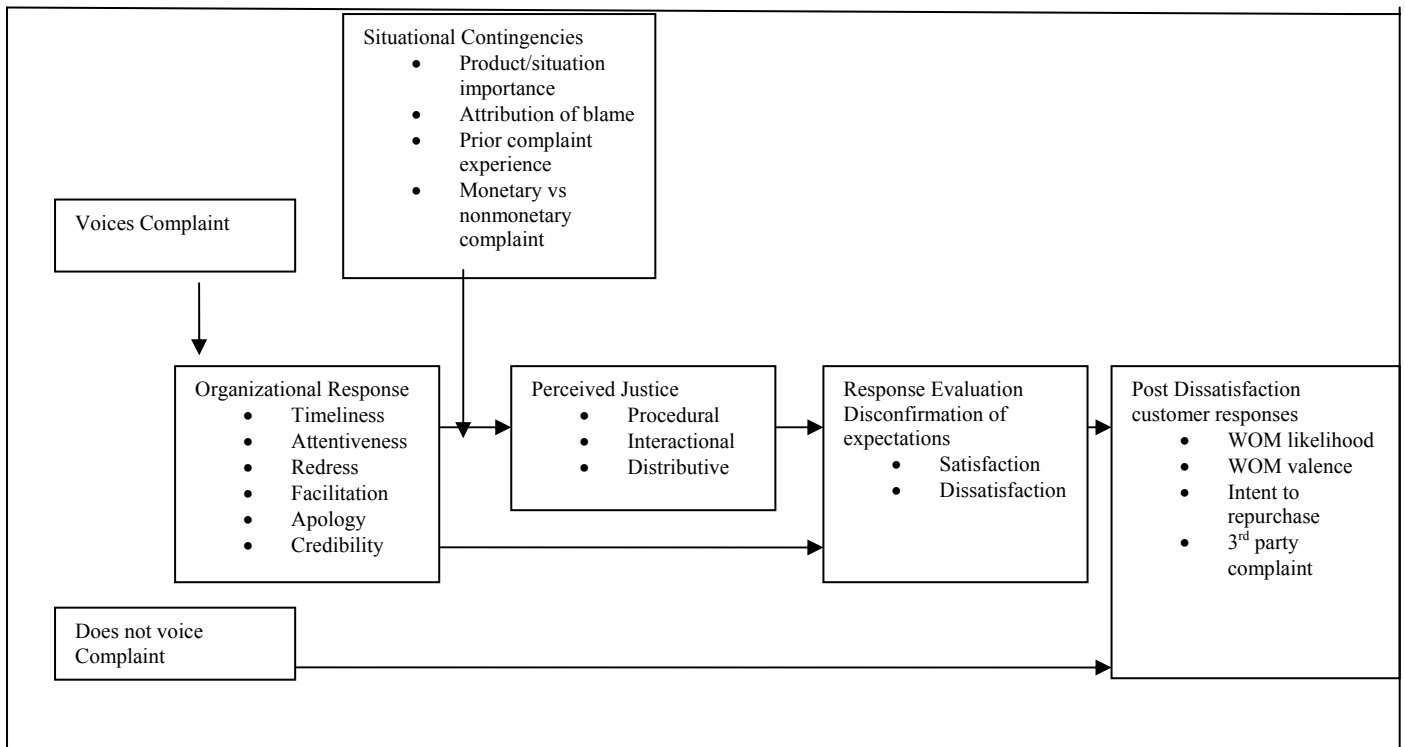 Situational Contingencies
• Product/situation
importance
• Attribution of blame
• Prior complaint
experience
• Monetary vs
nonmonetary
complaint
Voices Complaint
Organizational Response
• Timeliness
• Attentiveness
• Redress
• Facilitation
• Apology
• Credibility
Perceived Justice
• Procedural
• Interactional
• Distributive
Response Evaluation
Disconfirmation of
expectations
• Satisfaction
• Dissatisfaction
Post Dissatisfaction
customer responses
• WOM likelihood
• WOM valence
• Intent to
repurchase
• 3rd party
complaint
Does not voice
Complaint